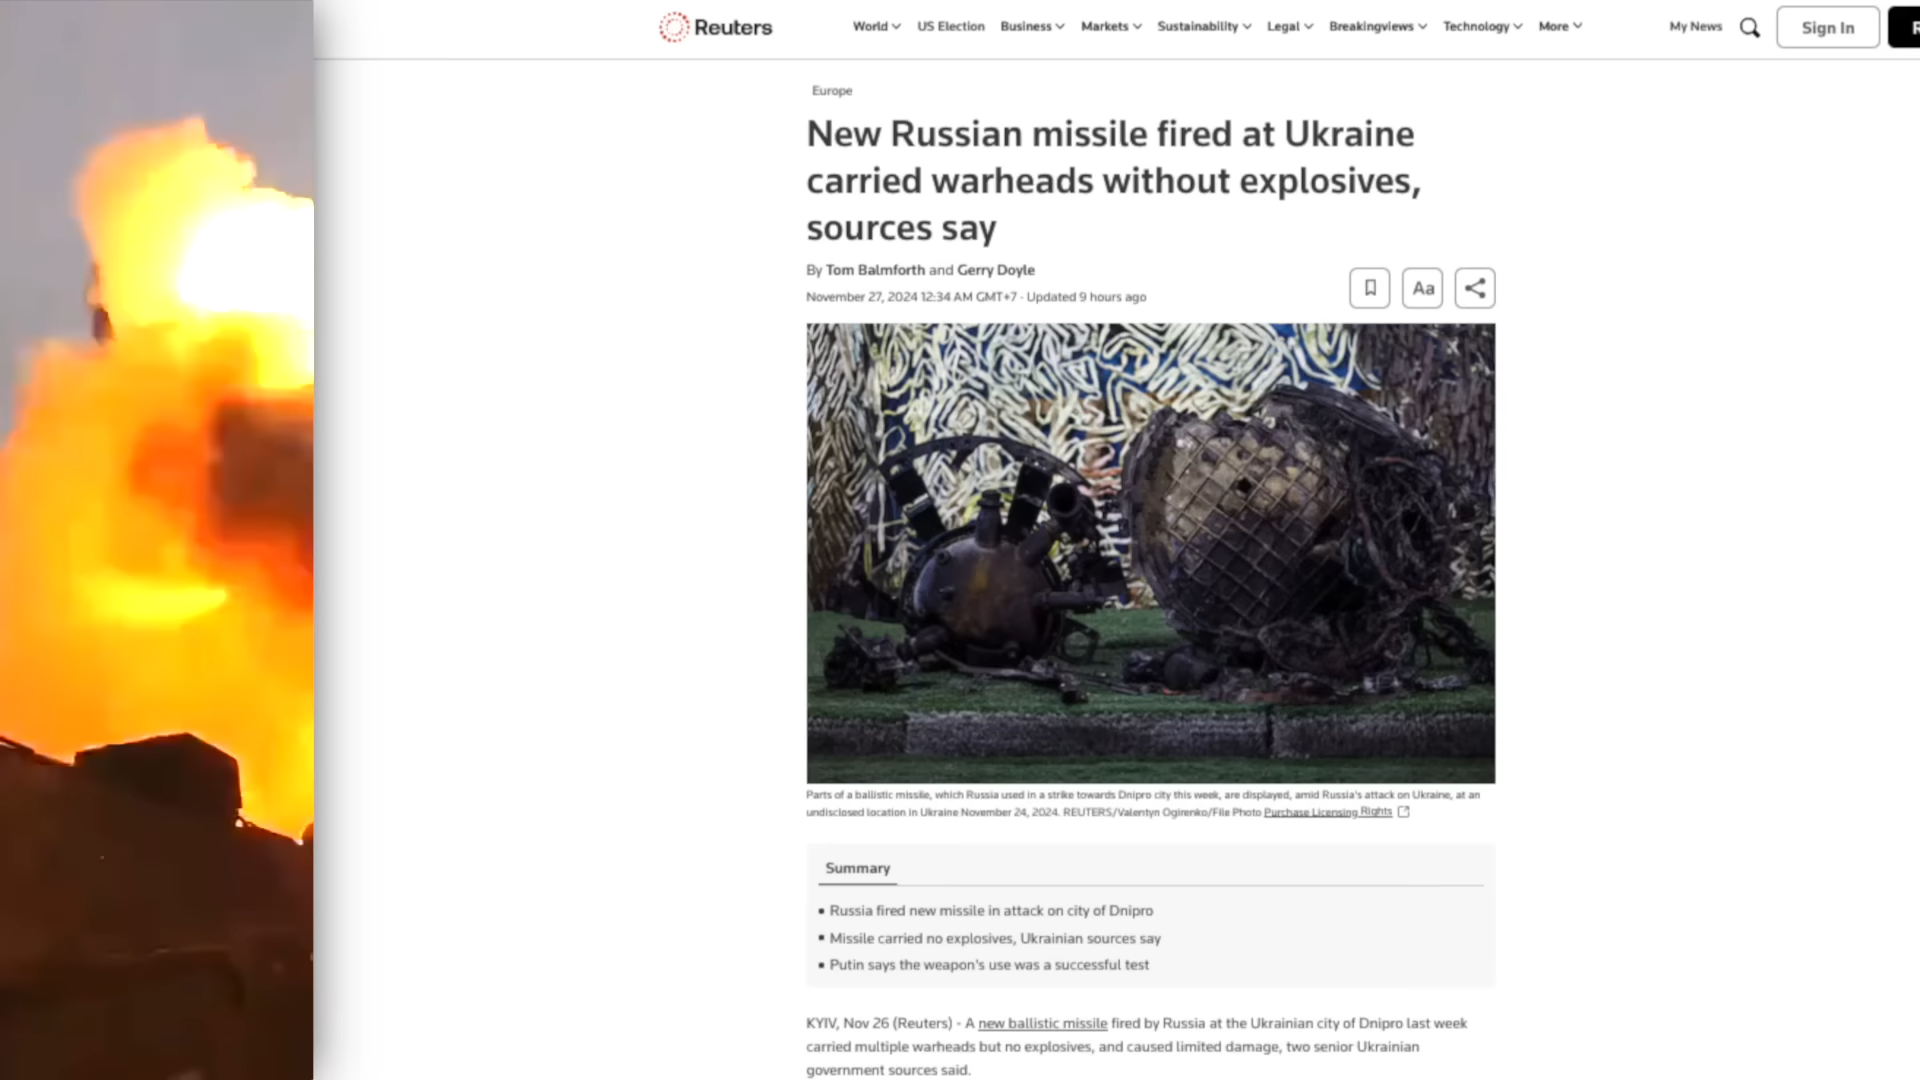 Reuters
World US Election Business Markets Sustainability Legal Breakingviews Technology More My News Sign In
Europe
New Russian missile fired at Ukraine
carried warheads without explosives,
sources say
By Tom Balmforth and Gerry Doyle
November 27, 2024 12:34 AM GMT+7 · Updated 9 hours ago
Aa
Parts of a ballistic missile, which Russia used in a strike towards Dnipro city this week, are displayed, amid Russia's attack on Ukraine, at an
undisclosed location in Ukraine November 24, 2024. REUTERS/Valentyn Ogirenko/File Photo Purchase Licensing Rights
Summary
Russia fired new missile in attack on city of Dnipro
Missile carried no explosives, Ukrainian sources say
Putin says the weapon's use was a successful test
KYIV, Nov 26 (Reuters) - A new ballistic missile fired by Russia at the Ukrainian city of Dnipro last week
carried multiple warheads but no explosives, and caused limited damage, two senior Ukrainian
government sources said.